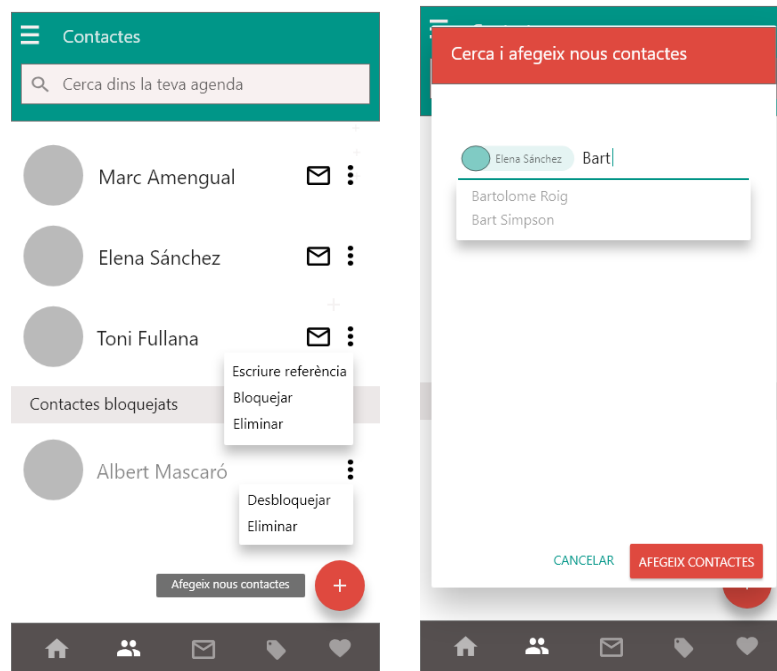 Contactes
Cerca dins la teva agenda
Marc Amengual
Elena Sánchez
Toni Fullana
Escriure referència
Bloquejar
Eliminar
Contactes bloquejats
Albert Mascaró
Desbloquejar
Eliminar
Afegeix nous contactes
Cerca i afegeix nous contactes
Elena Sánchez Bart
Bartolome Roig
Bart Simpson
CANCELAR AFEGEIX CONTACTES